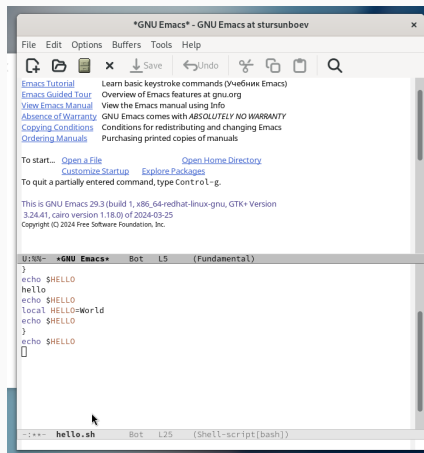 *GNU Emacs* - GNU Emacs at stursunboev
File Edit Options Buffers Tools Help
Save Undo
Emacs Tutorial Learn basic keystroke commands (Учебник Emacs)
Emacs Guided Tour Overview of Emacs features at gnu.org
View Emacs Manual View the Emacs manual using Info
Absence of Warranty GNU Emacs comes with ABSOLUTELY NO WARRANTY
Copying Conditions Conditions for redistributing and changing Emacs
Ordering Manuals Purchasing printed copies of manuals
To start... Open a File Open Home Directory
Customize Startup Explore Packages
To quit a partially entered command, type Control-g.
This is GNU Emacs 29.3 (build 1, x86_64-redhat-linux-gnu, GTK+ Version
3.24.41, cairo version 1.18.0) of 2024-03-25
Copyright (C) 2024 Free Software Foundation, Inc.
U:%%- *GNU Emacs* Bot L5 (Fundamental)
}
echo $HELLO
hello
echo $HELLO
local HELLO=World
echo $HELLO
}
echo $HELLO
-:**- hello.sh Bot L25 (Shell-script[bash])